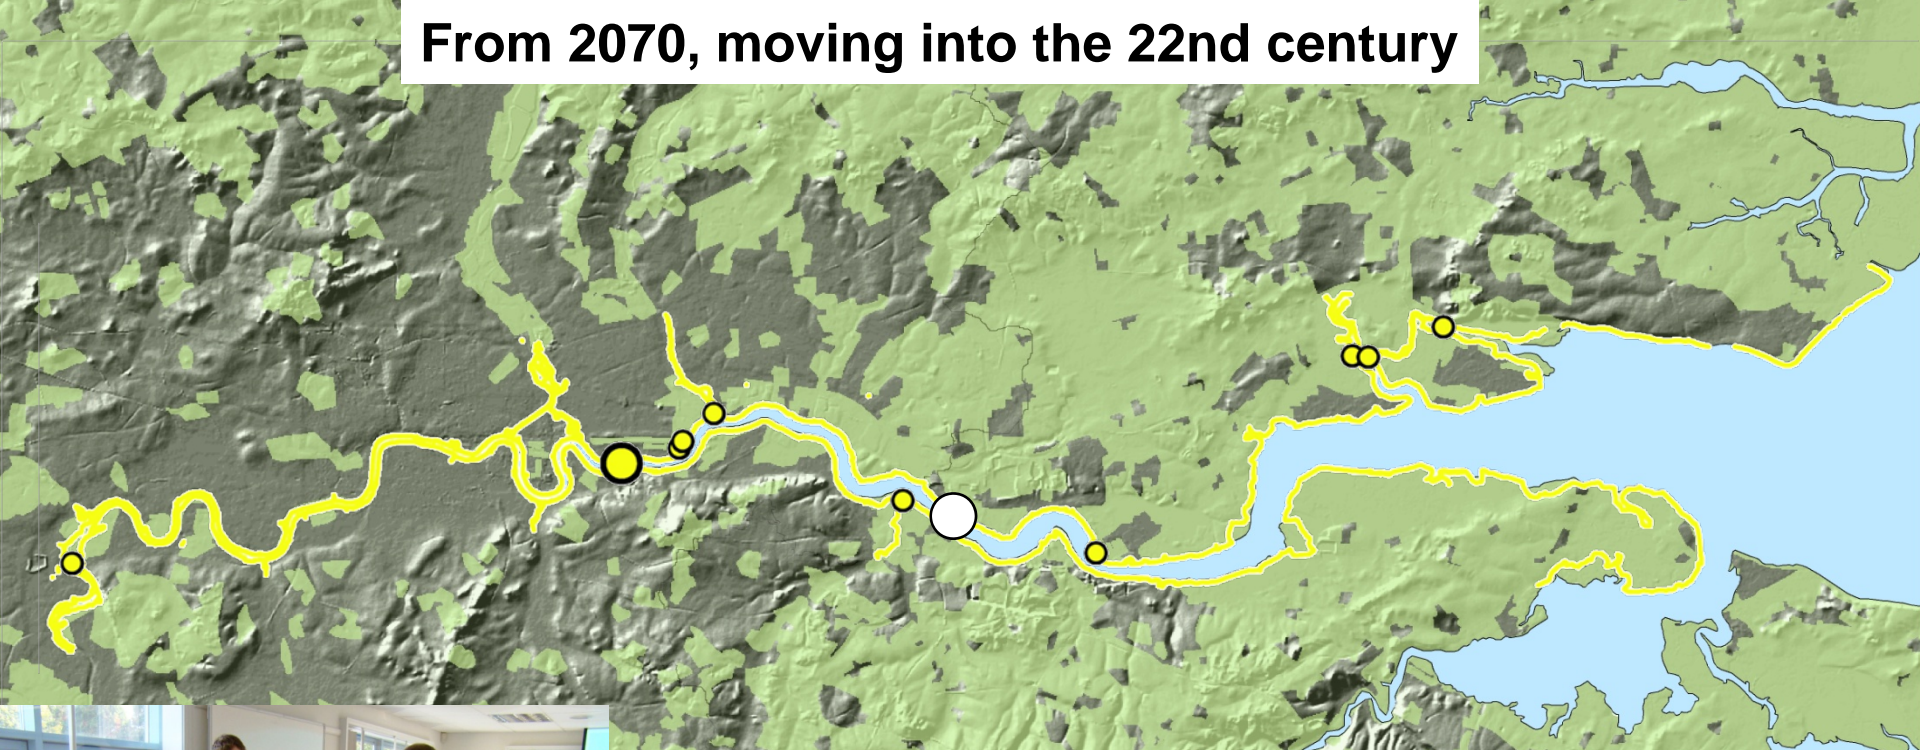 From 2070, moving into the 22nd century